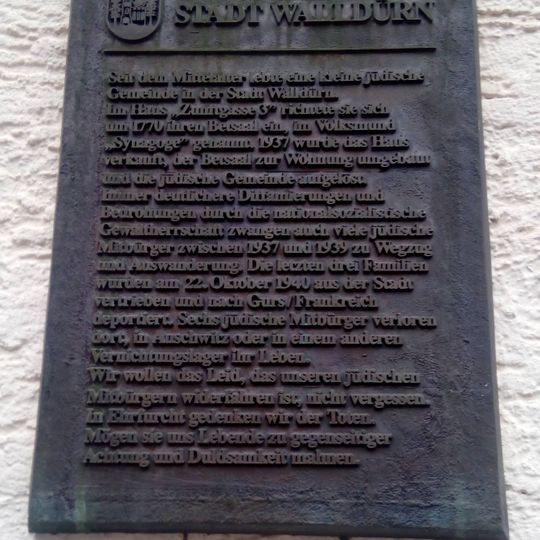 STADT WALLDÜRN
Seit dem Mittelalter lebte eine kleine jüdische
Gemeinde in der Stadt Walldürn.
Im Haus „Zunftgasse 3" richtete sie sich
um 1770 ihren Betsaal ein, im Volksmund
„Synagoge" genannt. 1937 wurde das Haus
verkauft, der Betsaal zur Wohnung umgebaut
und die jüdische Gemeinde aufgelöst.
Immer deutlichere Diffamierungen und
Bedrohungen durch die nationalsozialistische
Gewaltherrschaft zwangen auch viele jüdische
Mitbürger zwischen 1937 und 1939 zu Wegzug
und Auswanderung. Die letzten drei Familien
wurden am 22. Oktober 1940 aus der Stadt
vertrieben und nach Gurs/Frankreich
deportiert. Sechs jüdische Mitbürger verloren
dort, in Auschwitz oder in einem anderen
Vernichtungslager ihr Leben.
Wir wollen das Leid, das unseren jüdischen
Mitbürgern widerfahren ist, nicht vergessen.
In Ehrfurcht gedenken wir der Toten.
Mögen sie uns Lebende zu gegenseitiger
Achtung und Duldsamkeit mahnen.